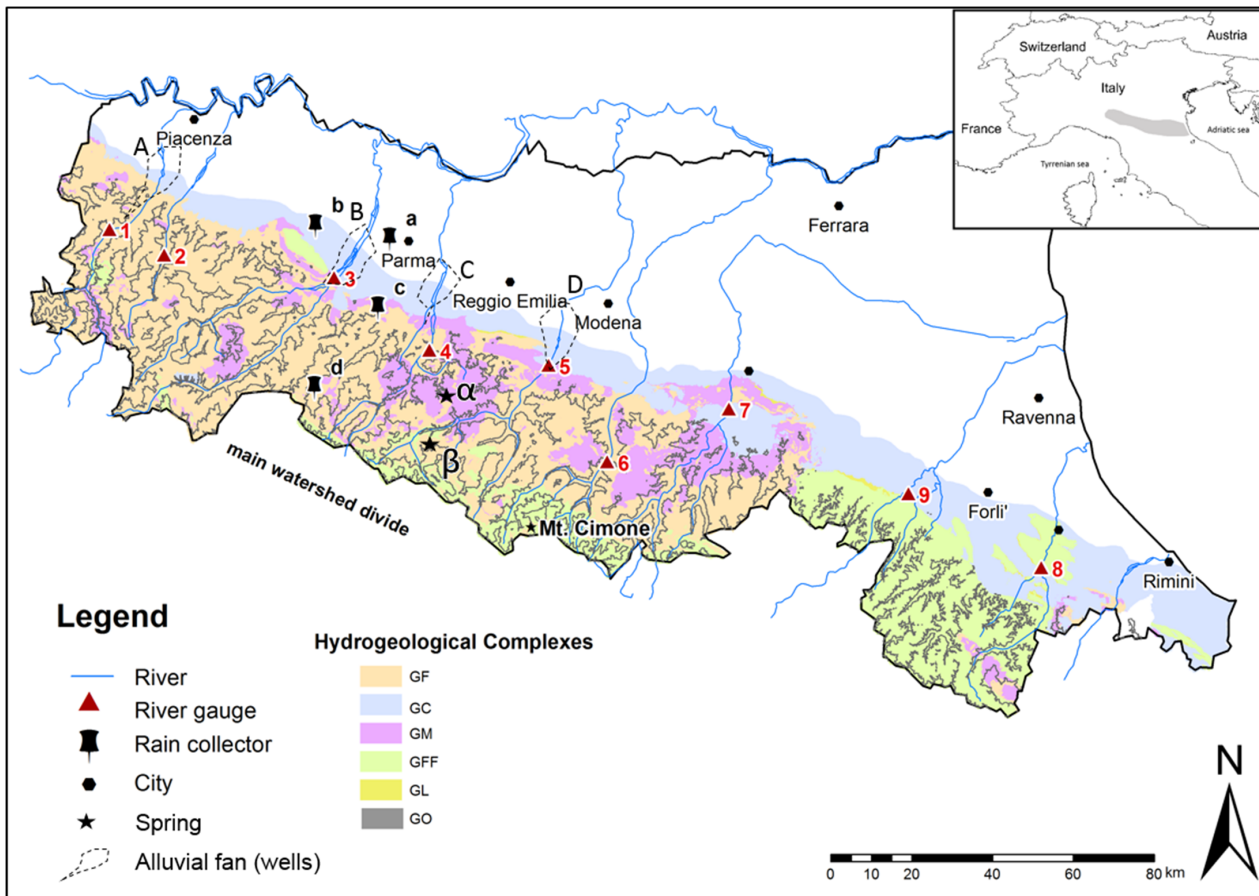 Switzerland
Austria
Italy
France
Adriatic sea
Tyrrenian sea
A
Piacenza
b
B
a
Parma
1
2
3
c
C
Reggio Emilia
D
Modena
Ferrara
4
5
d
α
β
6
7
Ravenna
main watershed divide
Mt. Cimone
9
Forli'
8
Rimini
Legend
River
River gauge
Rain collector
City
Spring
Alluvial fan (wells)
Hydrogeological Complexes
GF
GC
GM
GFF
GL
GO
N
0 10 20 40 60 80 km